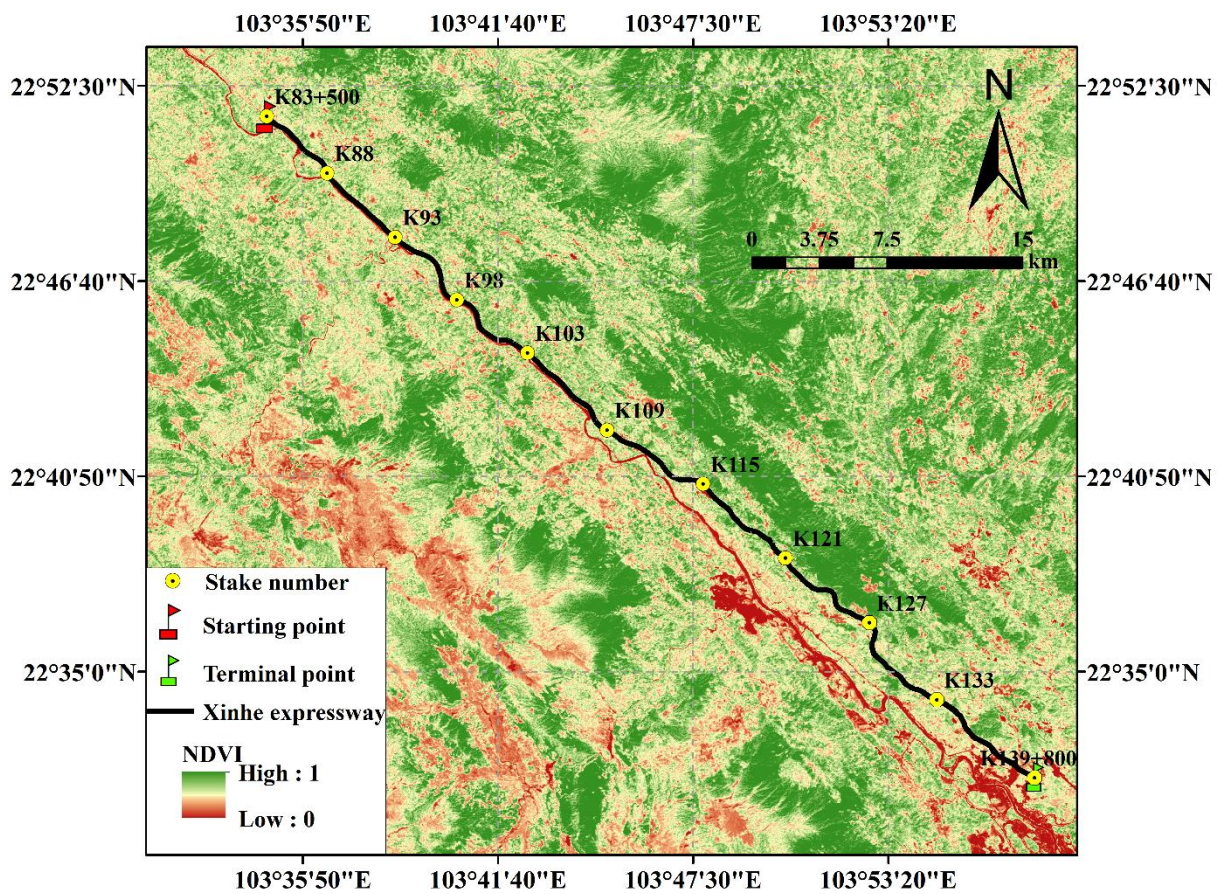 103°35'50"E 103°41'40"E 103°47'30"E 103°53'20"E
22°52'30"N 22°52'30"N
K83+500
N
K88
K93
0 3.75 7.5 15
km
22°46'40"N 22°46'40"N
K98
K103
K109
22°40'50"N K115 22°40'50"N
K121
Stake number
K127
Starting point
22°35'0"N 22°35'0"N
Terminal point
K133
Xinhe expressway
NDVI
K139+800
High : 1
Low : 0
103°35'50"E 103°41'40"E 103°47'30"E 103°53'20"E